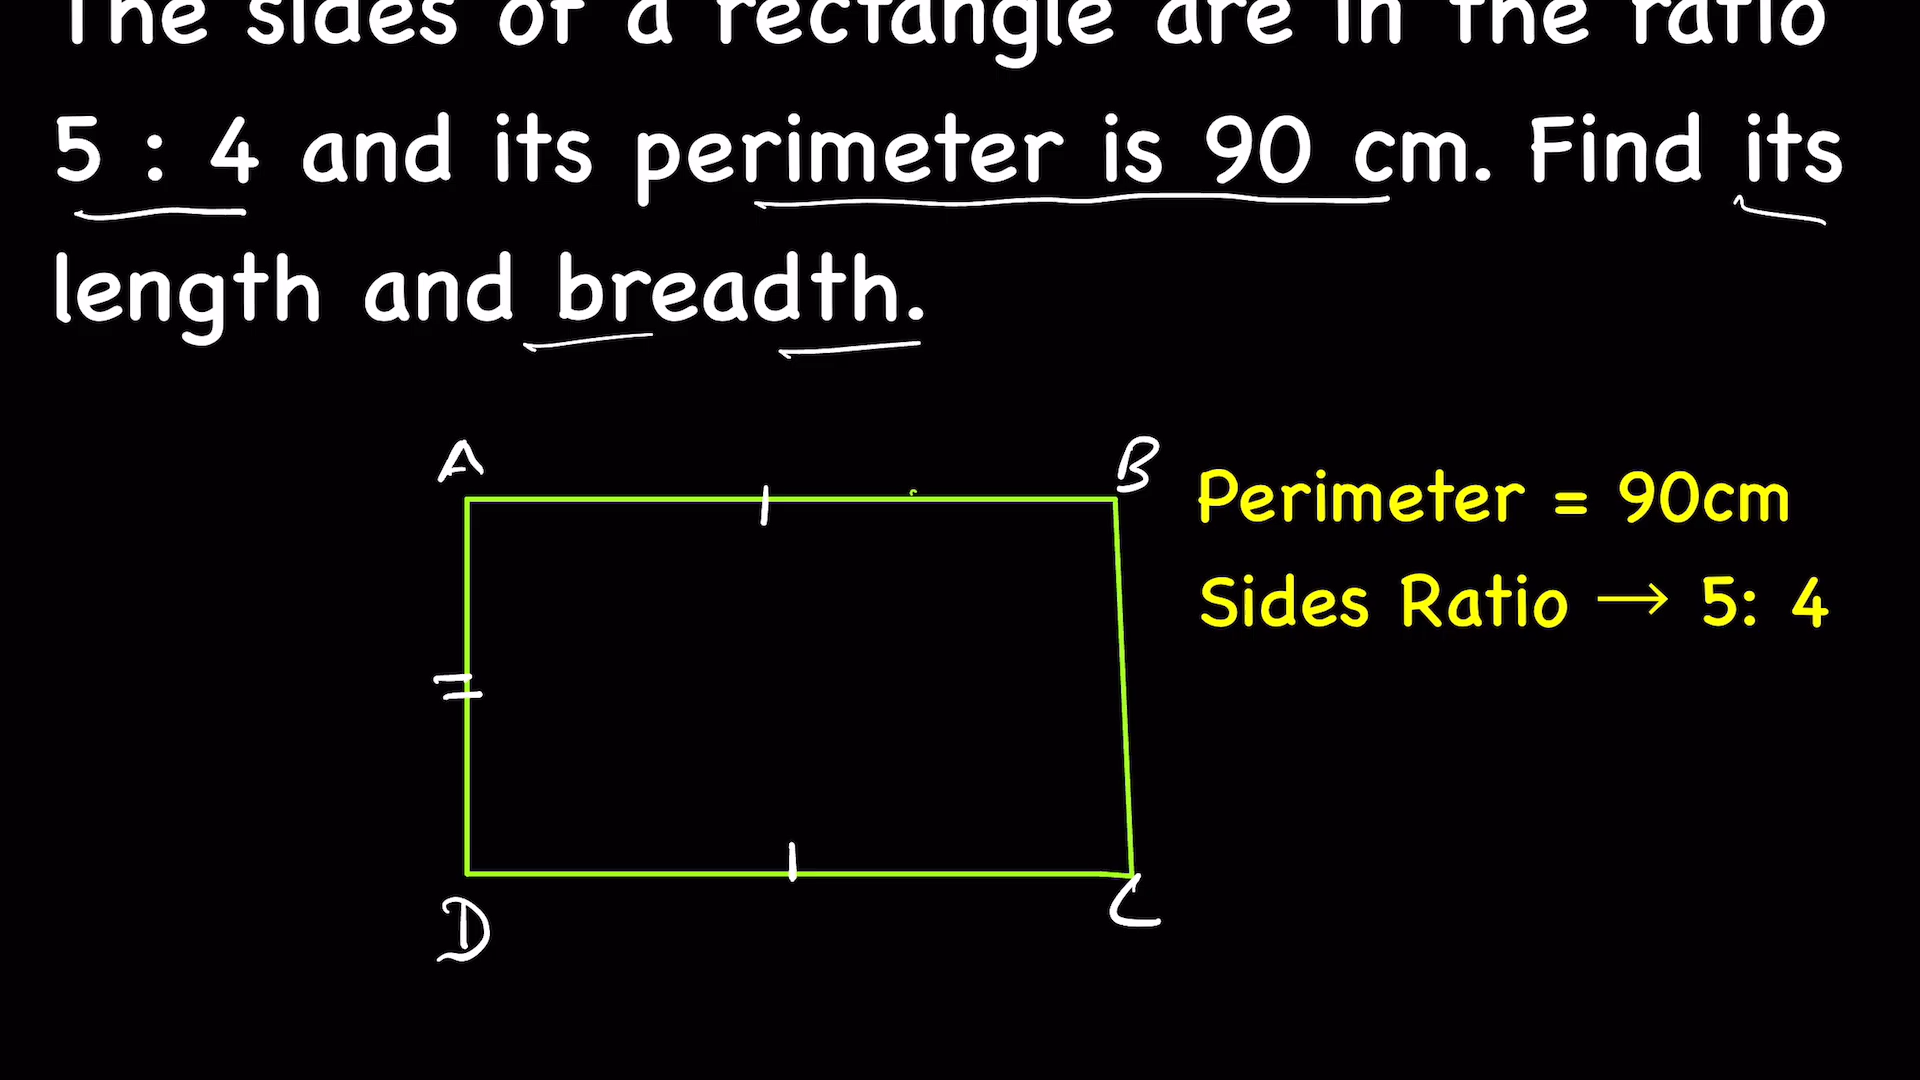 The sides of a rectangle are in the ratio
5 : 4 and its perimeter is 90 cm. Find its
length and breadth.
A
B
Perimeter = 90cm
Sides Ratio → 5: 4
D
C